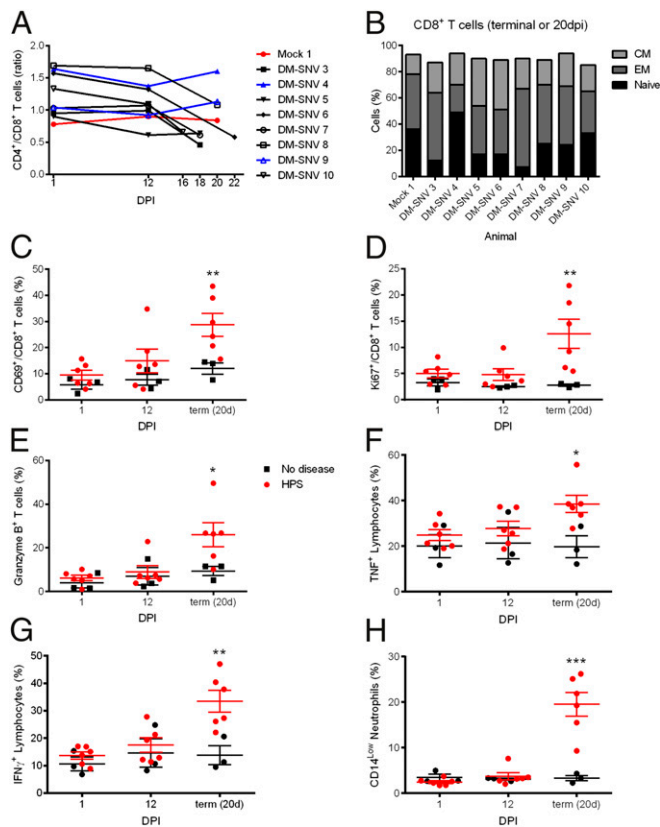 A
CD4⁺/CD8⁺ T cells (ratio)
2.0
1.5
1.0
0.5
0.0
1
12
16
18
20
22
DPI
Mock 1
DM-SNV 3
DM-SNV 4
DM-SNV 5
DM-SNV 6
DM-SNV 7
DM-SNV 8
DM-SNV 9
DM-SNV 10
B
CD8⁺ T cells (terminal or 20dpi)
Cells (%)
100
80
60
40
20
0
CM
EM
Naive
Mock 1
DM-SNV 3
DM-SNV 4
DM-SNV 5
DM-SNV 6
DM-SNV 7
DM-SNV 8
DM-SNV 9
DM-SNV 10
Animal
C
CD69⁺/CD8⁺ T cells (%)
50
40
30
20
10
0
**
1
12
term (20d)
DPI
D
Ki67⁺/CD8⁺ T cells (%)
25
20
15
10
5
0
**
1
12
term (20d)
DPI
E
Granzyme B⁺ T cells (%)
60
40
20
0
No disease
HPS
*
1
12
term (20d)
DPI
F
TNF⁺ Lymphocytes (%)
60
40
20
0
*
1
12
term (20d)
DPI
G
IFNγ⁺ Lymphocytes (%)
50
40
30
20
10
0
**
1
12
term (20d)
DPI
H
CD14ᴸᵒʷ Neutrophils (%)
30
20
10
0
***
1
12
term (20d)
DPI